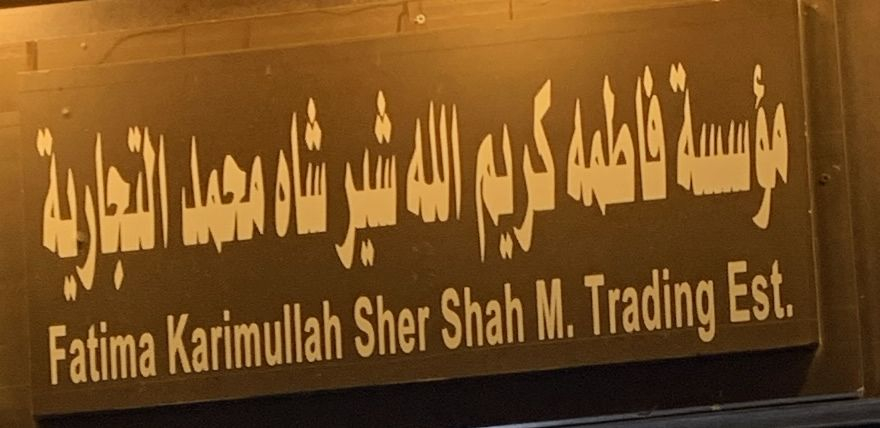 مؤسسة فاطمه كريم الله شير شاه محمد التجارية
Fatima Karimullah Sher Shah M. Trading Est.